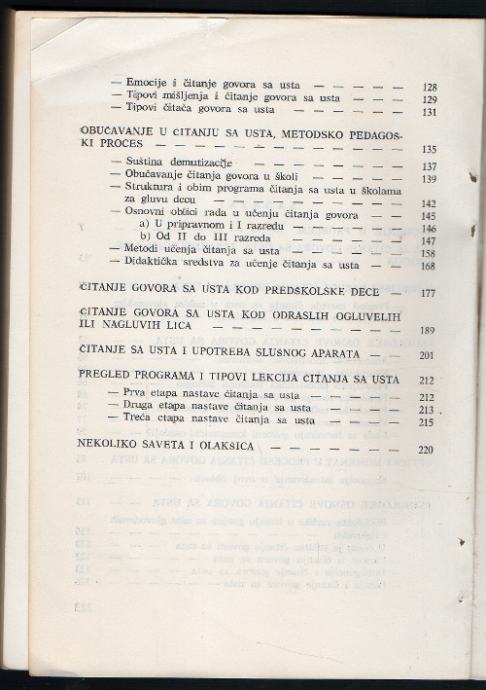 — Emocije i čitanje govora sa usta — — — — — 128
— Tipovi mišljenja i čitanje govora sa usta — — — 129
— Tipovi čitača govora sa usta — — — — — 131
OBUČAVANJE U ČITANJU SA USTA, METODSKO PEDAGOŠ-
KI PROCES — — — — — — — — — — — 135
— Suština demutizacije — — — — — — 137
— Obučavanje čitanja govora u školi — — — — 139
— Struktura i obim programa čitanja sa usta u školama
za gluvu decu — — — — — — — — 142
— Osnovni oblici rada u učenju čitanja govora — — 145
a) U pripravnom i I razredu — — — — 146
b) Od II do III razreda — — — — — 147
— Metodi učenja čitanja sa usta — — — — — 158
— Didaktička sredstva za učenje čitanja sa usta — — 168
ČITANJE GOVORA SA USTA KOD PREDŠKOLSKE DECE — — 177
ČITANJE GOVORA SA USTA KOD ODRASLIH OGLUVELIH
ILI NAGLUVIH LICA — — — — — — — — 189
ČITANJE SA USTA I UPOTREBA SLUŠNOG APARATA — — 201
PREGLED PROGRAMA I TIPOVI LEKCIJA ČITANJA SA USTA 212
— Prva etapa nastave čitanja sa usta — — — — 212
— Druga etapa nastave čitanja sa usta — — — — 213
— Treća etapa nastave čitanja sa usta — — — — 215
NEKOLIKO SAVETA I OLAKŠICA — — — — — — 220